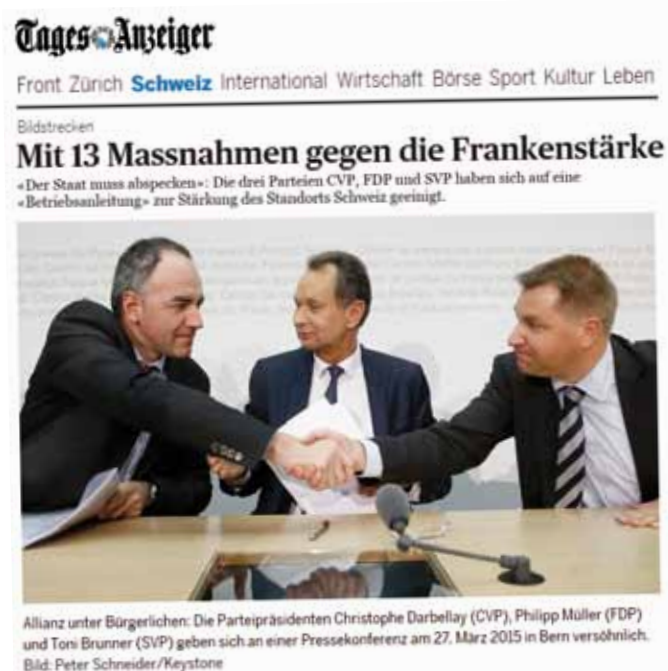 Tages Anzeiger
Front Zürich Schweiz International Wirtschaft Börse Sport Kultur Leben
Bildstrecken
Mit 13 Massnahmen gegen die Frankenstärke
«Der Staat muss abspecken»: Die drei Parteien CVP, FDP und SVP haben sich auf eine
«Betriebsanleitung» zur Stärkung des Standorts Schweiz geeinigt.
Allianz unter Bürgerlichen: Die Parteipräsidenten Christophe Darbellay (CVP), Philipp Müller (FDP)
und Toni Brunner (SVP) geben sich an einer Pressekonferenz am 27. März 2015 in Bern versöhnlich.
Bild: Peter Schneider/Keystone